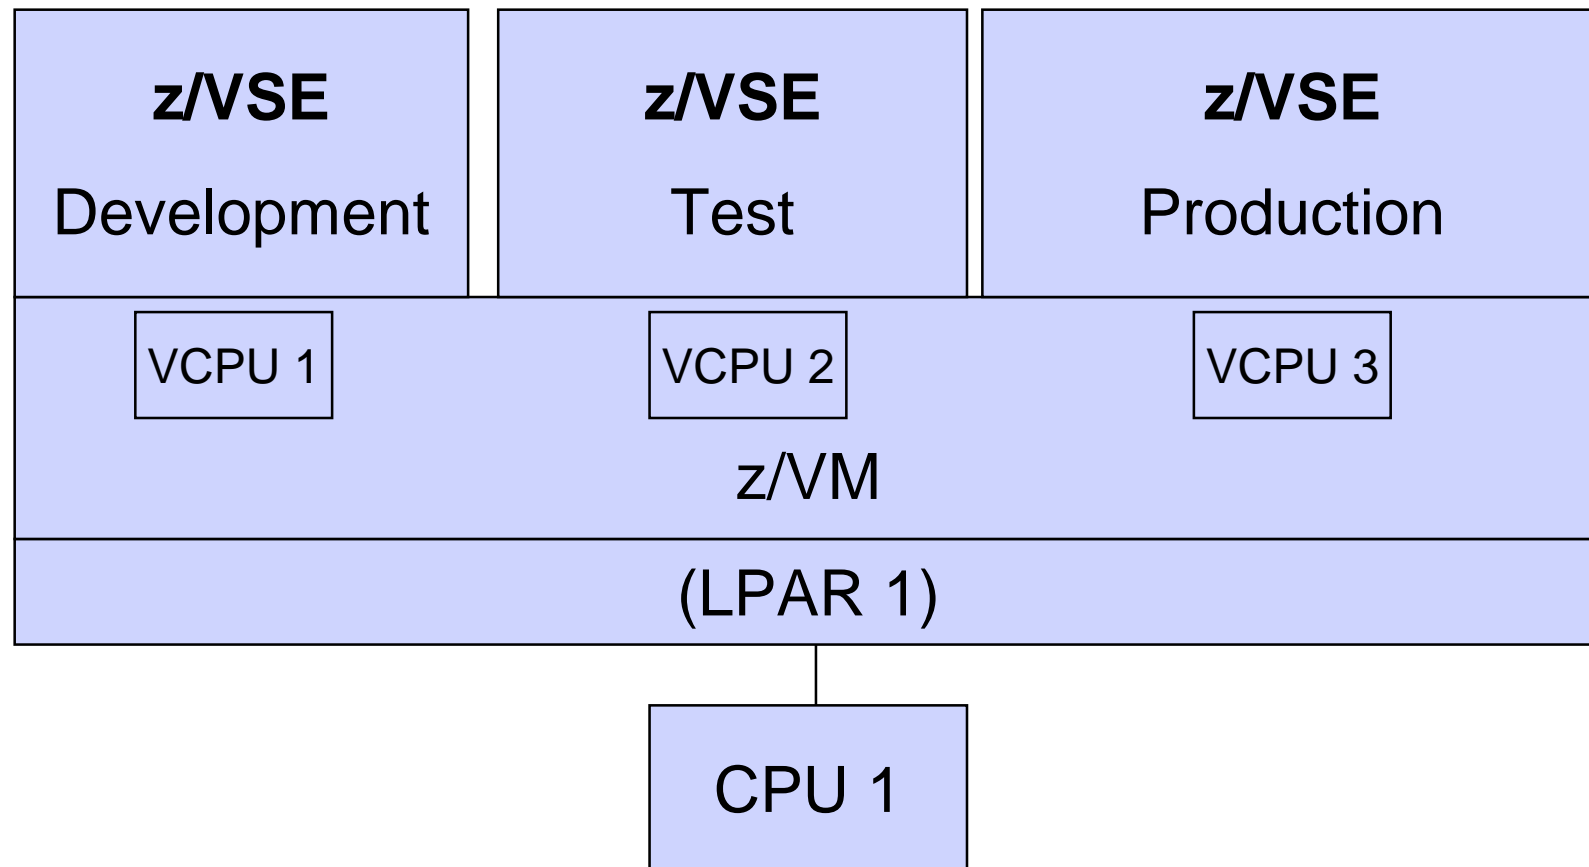 z/VSE
Development
z/VSE
Test
z/VSE
Production
VCPU 1
VCPU 2
VCPU 3
z/VM
(LPAR 1)
CPU 1